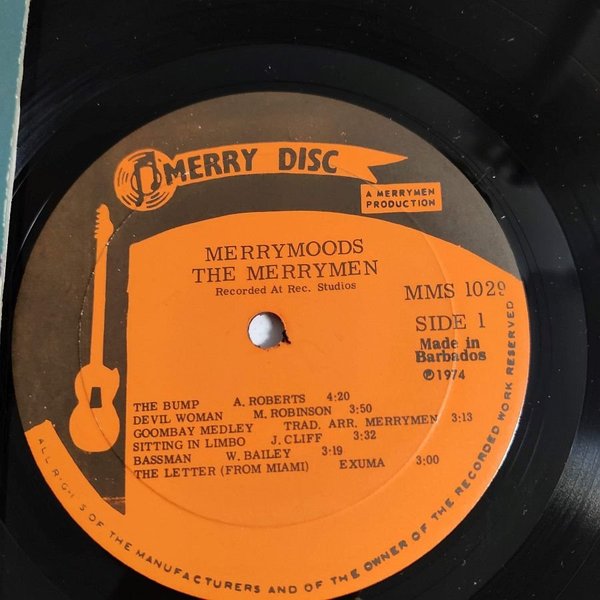 MERRY DISC
A MERRYMEN
PRODUCTION
MERRYMOODS
THE MERRYMEN
Recorded At Rec. Studios
MMS 1029
SIDE 1
Made in
Barbados
℗1974
THE BUMP A. ROBERTS 4:20
DEVIL WOMAN M. ROBINSON 3:50
GOOMBAY MEDLEY TRAD. ARR. MERRYMEN 3:13
SITTING IN LIMBO J. CLIFF 3:32
BASSMAN W. BAILEY 3:19
THE LETTER (FROM MIAMI) EXUMA 3:00
ALL RIGHTS OF THE MANUFACTURERS AND OF THE OWNER OF THE RECORDED WORK RESERVED